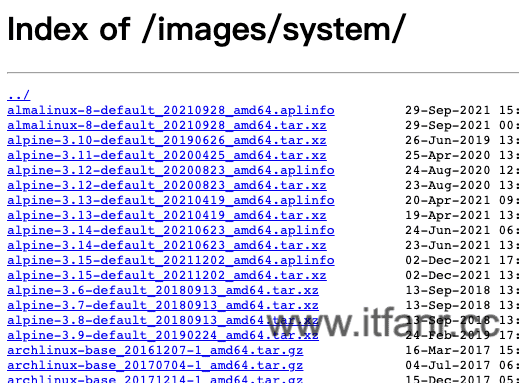 Index of /images/system/
../
almalinux-8-default_20210928_amd64.aplinfo 29-Sep-2021 15:
almalinux-8-default_20210928_amd64.tar.xz 29-Sep-2021 00:
alpine-3.10-default_20190626_amd64.tar.xz 26-Jun-2019 13:
alpine-3.11-default_20200425_amd64.tar.xz 25-Apr-2020 13:
alpine-3.12-default_20200823_amd64.aplinfo 24-Aug-2020 12:
alpine-3.12-default_20200823_amd64.tar.xz 23-Aug-2020 13:
alpine-3.13-default_20210419_amd64.aplinfo 20-Apr-2021 09:
alpine-3.13-default_20210419_amd64.tar.xz 19-Apr-2021 13:
alpine-3.14-default_20210623_amd64.aplinfo 24-Jun-2021 06:
alpine-3.14-default_20210623_amd64.tar.xz 23-Jun-2021 13:
alpine-3.15-default_20211202_amd64.aplinfo 02-Dec-2021 17:
alpine-3.15-default_20211202_amd64.tar.xz 02-Dec-2021 13:
alpine-3.6-default_20180913_amd64.tar.xz 13-Sep-2018 13:
alpine-3.7-default_20180913_amd64.tar.xz 13-Sep-2018 13:
alpine-3.8-default_20180913_amd64.tar.xz 13-Sep-2018 13:
www.itfanr.cc
alpine-3.9-default_20190224_amd64.tar.xz 24-Feb-2019 17:
archlinux-base_20161207-1_amd64.tar.gz 16-Mar-2017 15:
archlinux-base_20170704-1_amd64.tar.gz 04-Jul-2017 06:
archlinux-base_20171214-1_amd64.tar.gz 15-Dec-2017 05: